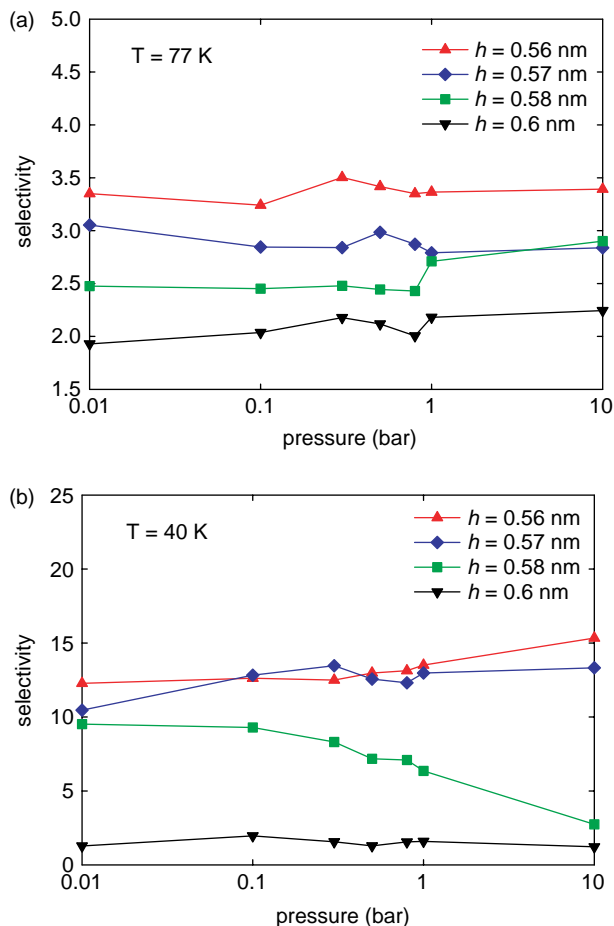 (a)
T = 77 K
h = 0.56 nm
h = 0.57 nm
h = 0.58 nm
h = 0.6 nm
5.0
4.5
4.0
3.5
3.0
2.5
2.0
1.5
selectivity
0.01 0.1 1 10
pressure (bar)
(b)
T = 40 K
h = 0.56 nm
h = 0.57 nm
h = 0.58 nm
h = 0.6 nm
25
20
15
10
5
0
selectivity
0.01 0.1 1 10
pressure (bar)